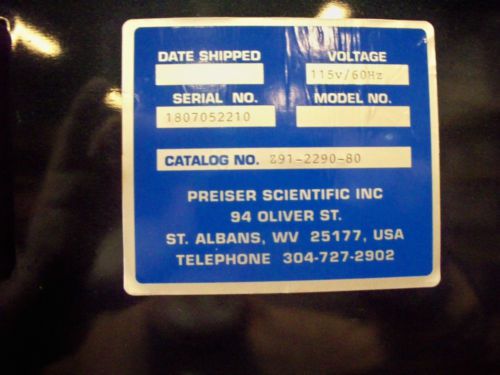 DATE SHIPPED VOLTAGE
115v/60Hz
SERIAL NO. MODEL NO.
1807052210
CATALOG NO. Z91-2290-80
PREISER SCIENTIFIC INC
94 OLIVER ST.
ST. ALBANS, WV 25177, USA
TELEPHONE 304-727-2902